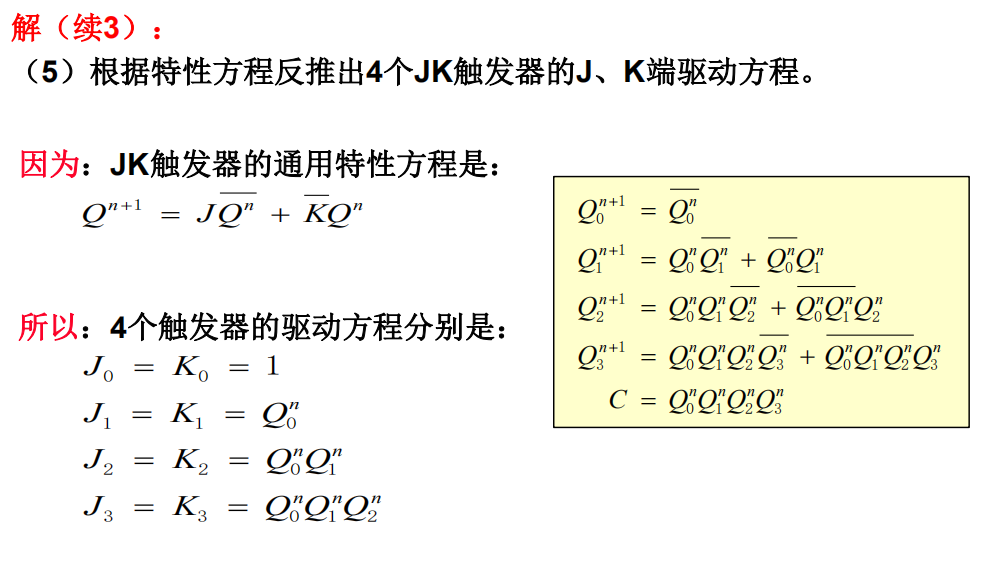 解（续3）：
（5）根据特性方程反推出4个JK触发器的J、K端驱动方程。
因为：JK触发器的通用特性方程是：
$Q^{n+1} = J\overline{Q^n} + \overline{K}Q^n$
所以：4个触发器的驱动方程分别是：
$J_0 = K_0 = 1$
$J_1 = K_1 = Q_0^n$
$J_2 = K_2 = Q_0^n Q_1^n$
$J_3 = K_3 = Q_0^n Q_1^n Q_2^n$
$Q_0^{n+1} = \overline{Q_0^n}$
$Q_1^{n+1} = Q_0^n \overline{Q_1^n} + \overline{Q_0^n} Q_1^n$
$Q_2^{n+1} = Q_0^n Q_1^n \overline{Q_2^n} + \overline{Q_0^n Q_1^n} Q_2^n$
$Q_3^{n+1} = Q_0^n Q_1^n Q_2^n \overline{Q_3^n} + \overline{Q_0^n Q_1^n Q_2^n} Q_3^n$
$C = Q_0^n Q_1^n Q_2^n Q_3^n$